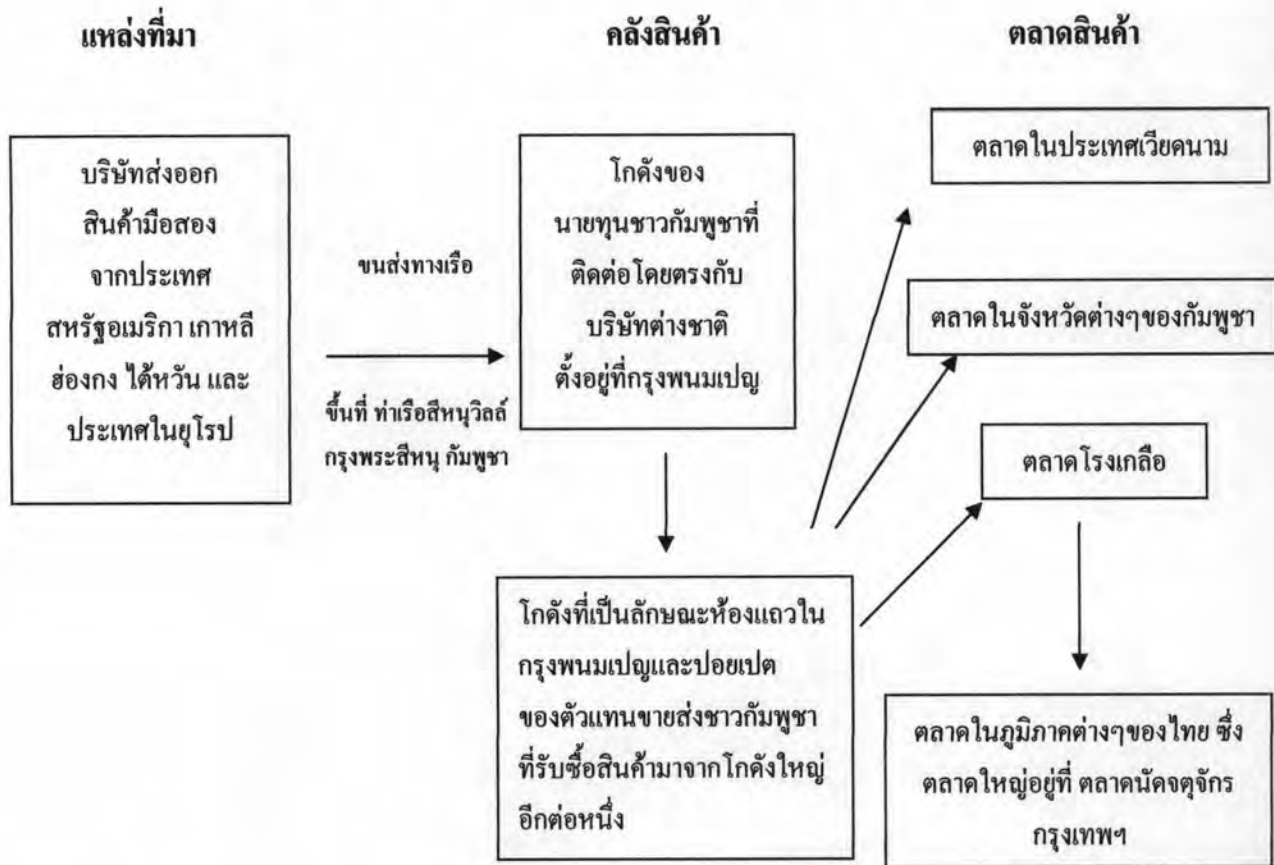 แหล่งที่มา
คลังสินค้า
ตลาดสินค้า
บริษัทส่งออก
สินค้ามือสอง
จากประเทศ
สหรัฐอเมริกา เกาหลี
ฮ่องกง ไต้หวัน และ
ประเทศในยุโรป
ขนส่งทางเรือ
ขึ้นที่ ท่าเรือสีหนุวิลล์
กรุงพระสีหนุ กัมพูชา
โกดังของ
นายทุนชาวกัมพูชาที่
ติดต่อโดยตรงกับ
บริษัทต่างชาติ
ตั้งอยู่ที่กรุงพนมเปญ
โกดังที่เป็นลักษณะห้องแถวใน
กรุงพนมเปญและปอยเปต
ของตัวแทนขายส่งชาวกัมพูชา
ที่รับซื้อสินค้ามาจากโกดังใหญ่
อีกต่อหนึ่ง
ตลาดในประเทศเวียดนาม
ตลาดในจังหวัดต่างๆของกัมพูชา
ตลาดโรงเกลือ
ตลาดในภูมิภาคต่างๆของไทย ซึ่ง
ตลาดใหญ่อยู่ที่ ตลาดนัดจตุจักร
กรุงเทพฯ